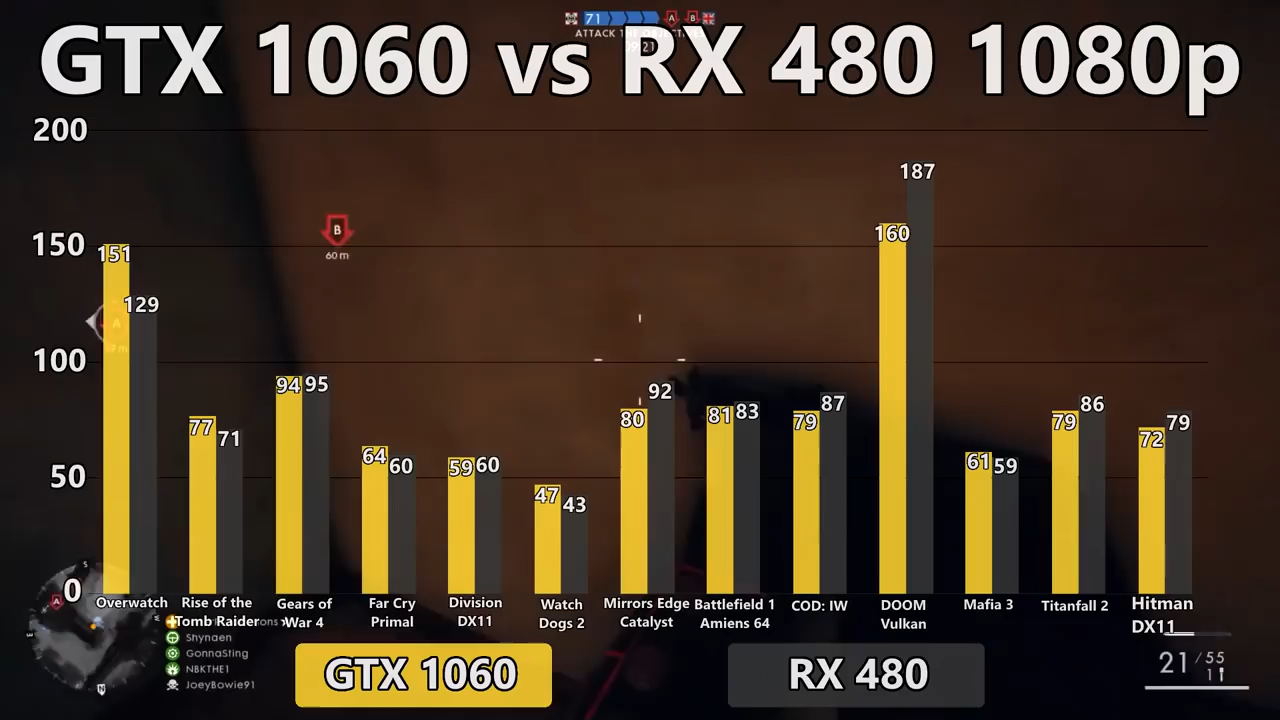 71 A B
ATTACK THE OBJECTIVE
GTX 1060 vs RX 480 1080p
200
150
100
50
0
B
60 m
A
151 129
77 71
94 95
64 60
59 60
47 43
80 92
81 83
79 87
160 187
61 59
79 86
72 79
Overwatch
Rise of the
Tomb Raider
Gears of
War 4
Far Cry
Primal
Division
DX11
Watch
Dogs 2
Mirrors Edge
Catalyst
Battlefield 1
Amiens 64
COD: IW
DOOM
Vulkan
Mafia 3
Titanfall 2
Hitman
DX11
S
A
W
N
Shynaen
GonnaSting
NBKTHE1
JoeyBowie91
GTX 1060
RX 480
21/55
1